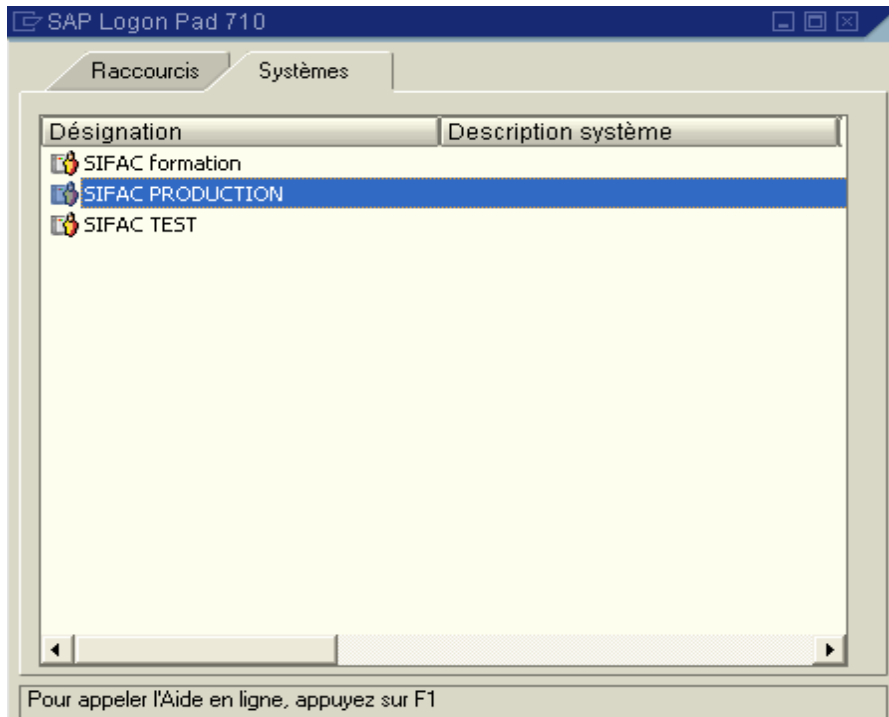 SAP Logon Pad 710
Raccourcis Systèmes
Désignation Description système
SIFAC formation
SIFAC PRODUCTION
SIFAC TEST
Pour appeler l'Aide en ligne, appuyez sur F1